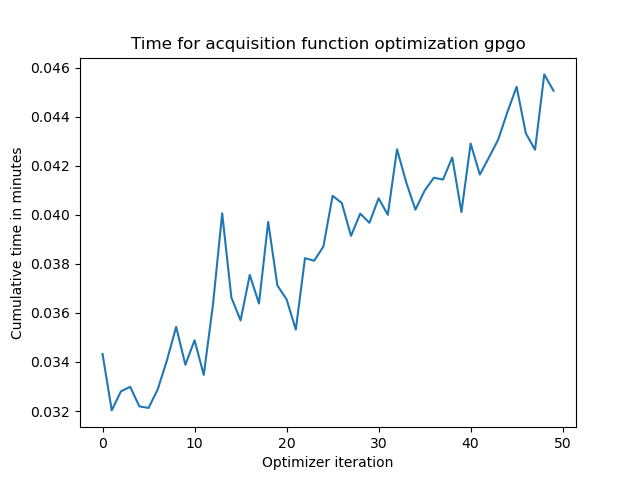 Time for acquisition function optimization gpgo
Cumulative time in minutes
0.046
0.044
0.042
0.040
0.038
0.036
0.034
0.032
0 10 20 30 40 50
Optimizer iteration